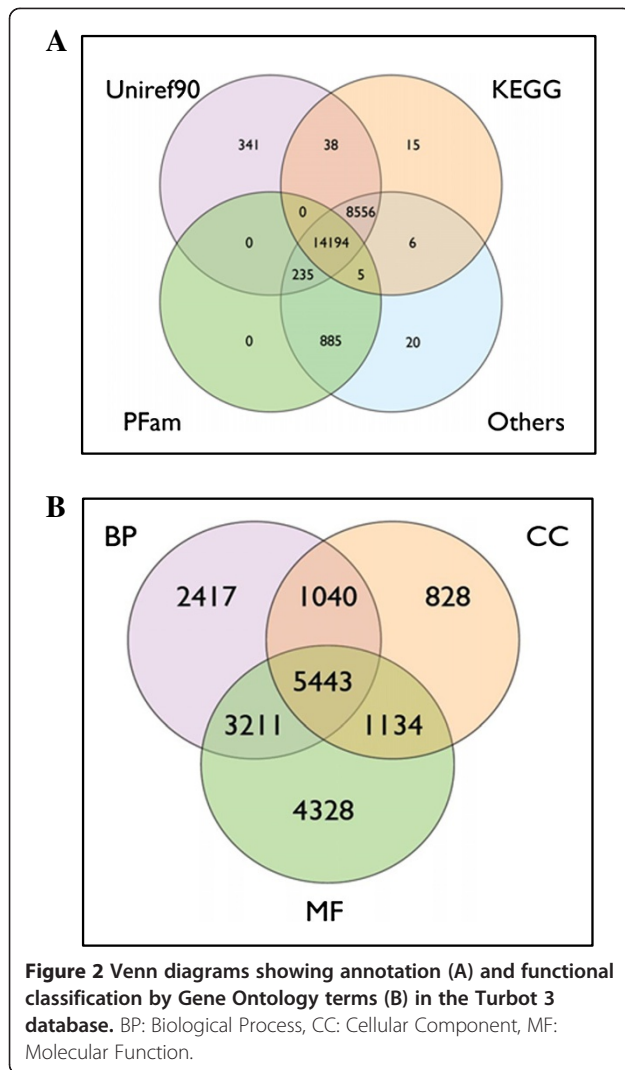 A
Uniref90
KEGG
341
38
15
0
8556
0
14194
6
235
5
0
885
20
PFam
Others
B
BP
CC
2417
1040
828
5443
3211
1134
4328
MF
Figure 2 Venn diagrams showing annotation (A) and functional
classification by Gene Ontology terms (B) in the Turbot 3
database. BP: Biological Process, CC: Cellular Component, MF:
Molecular Function.